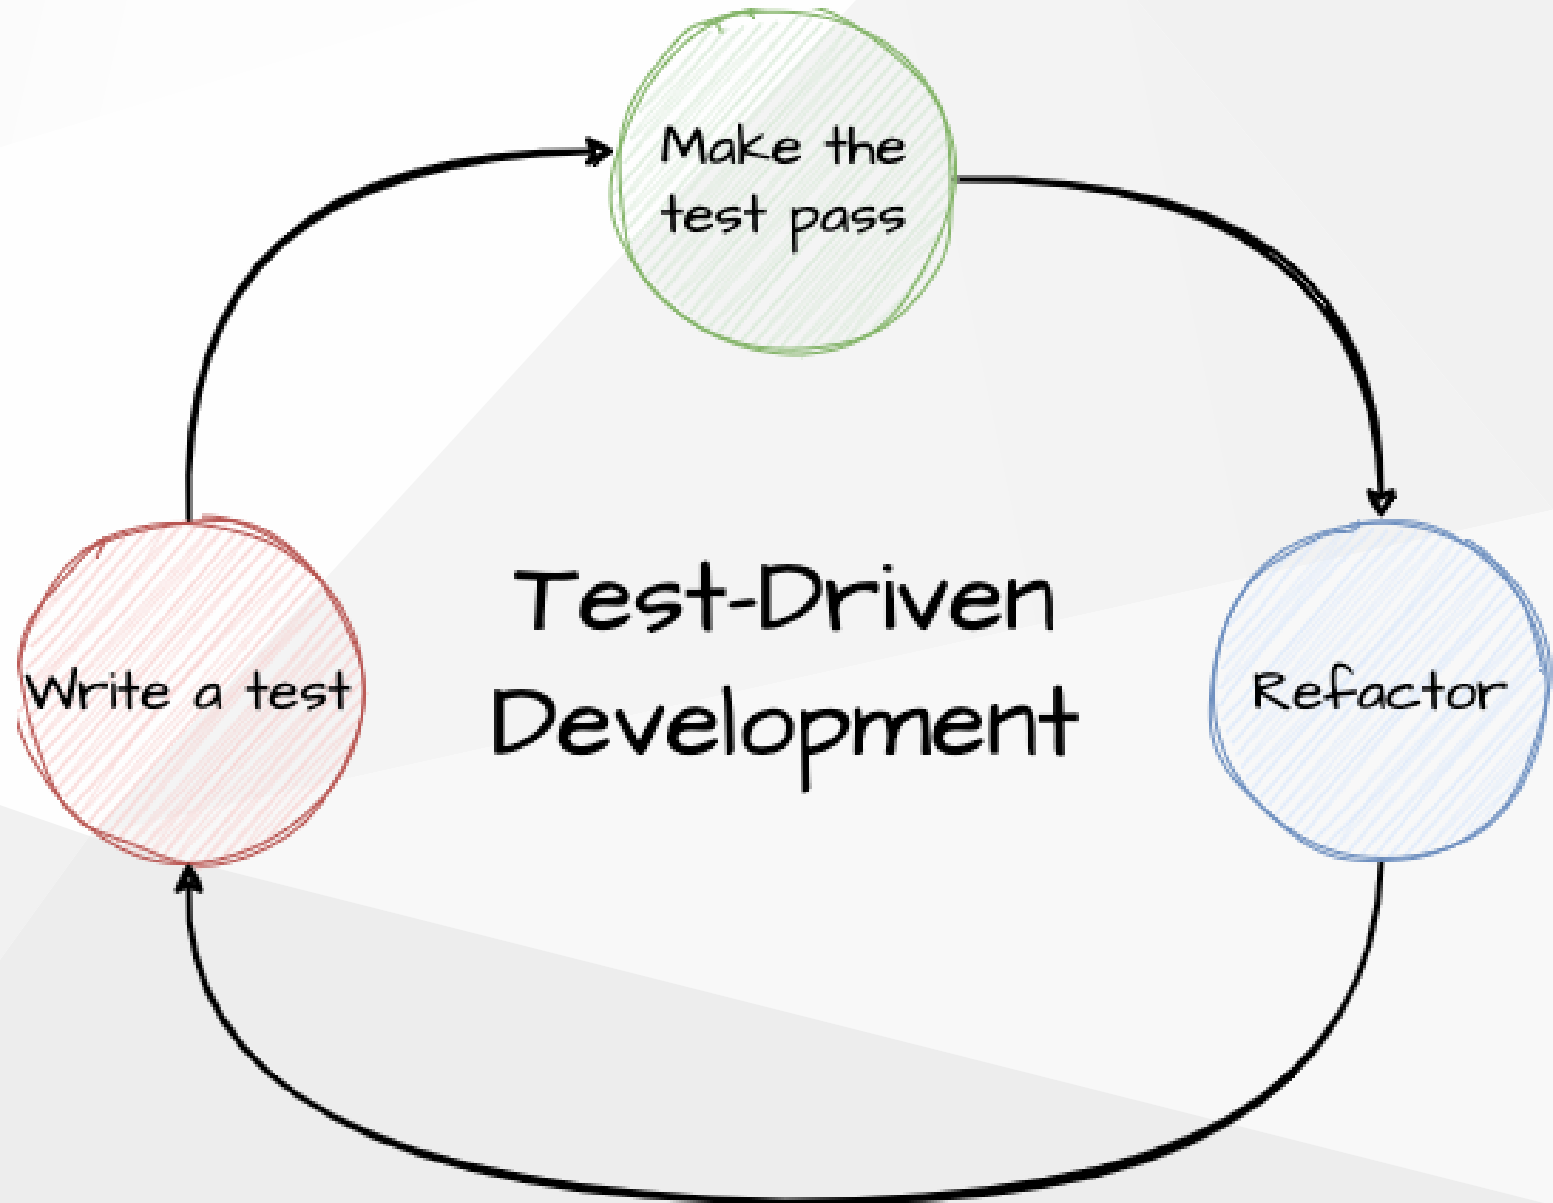 Make the
test pass
Write a test
Test-Driven
Development
Refactor